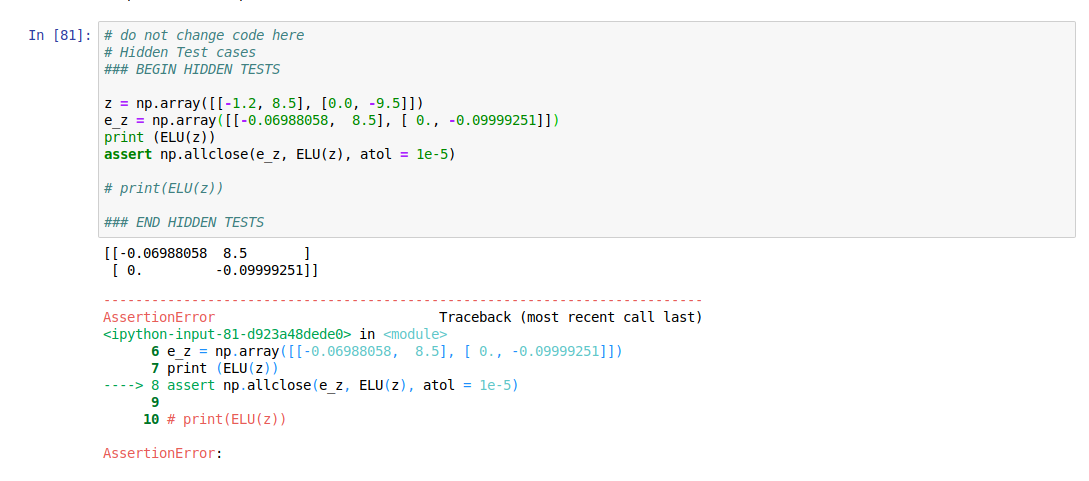 In [81]: # do not change code here
# Hidden Test cases
### BEGIN HIDDEN TESTS
z = np.array([[-1.2, 8.5], [0.0, -9.5]])
e_z = np.array([[-0.06988058,  8.5], [ 0., -0.09999251]])
print (ELU(z))
assert np.allclose(e_z, ELU(z), atol = 1e-5)
# print(ELU(z))
### END HIDDEN TESTS
[[-0.06988058  8.5       ]
 [ 0.         -0.09999251]]
---------------------------------------------------------------------------
AssertionError                            Traceback (most recent call last)
<ipython-input-81-d923a48dede0> in <module>
      6 e_z = np.array([[-0.06988058,  8.5], [ 0., -0.09999251]])
      7 print (ELU(z))
----> 8 assert np.allclose(e_z, ELU(z), atol = 1e-5)
      9
     10 # print(ELU(z))
AssertionError: